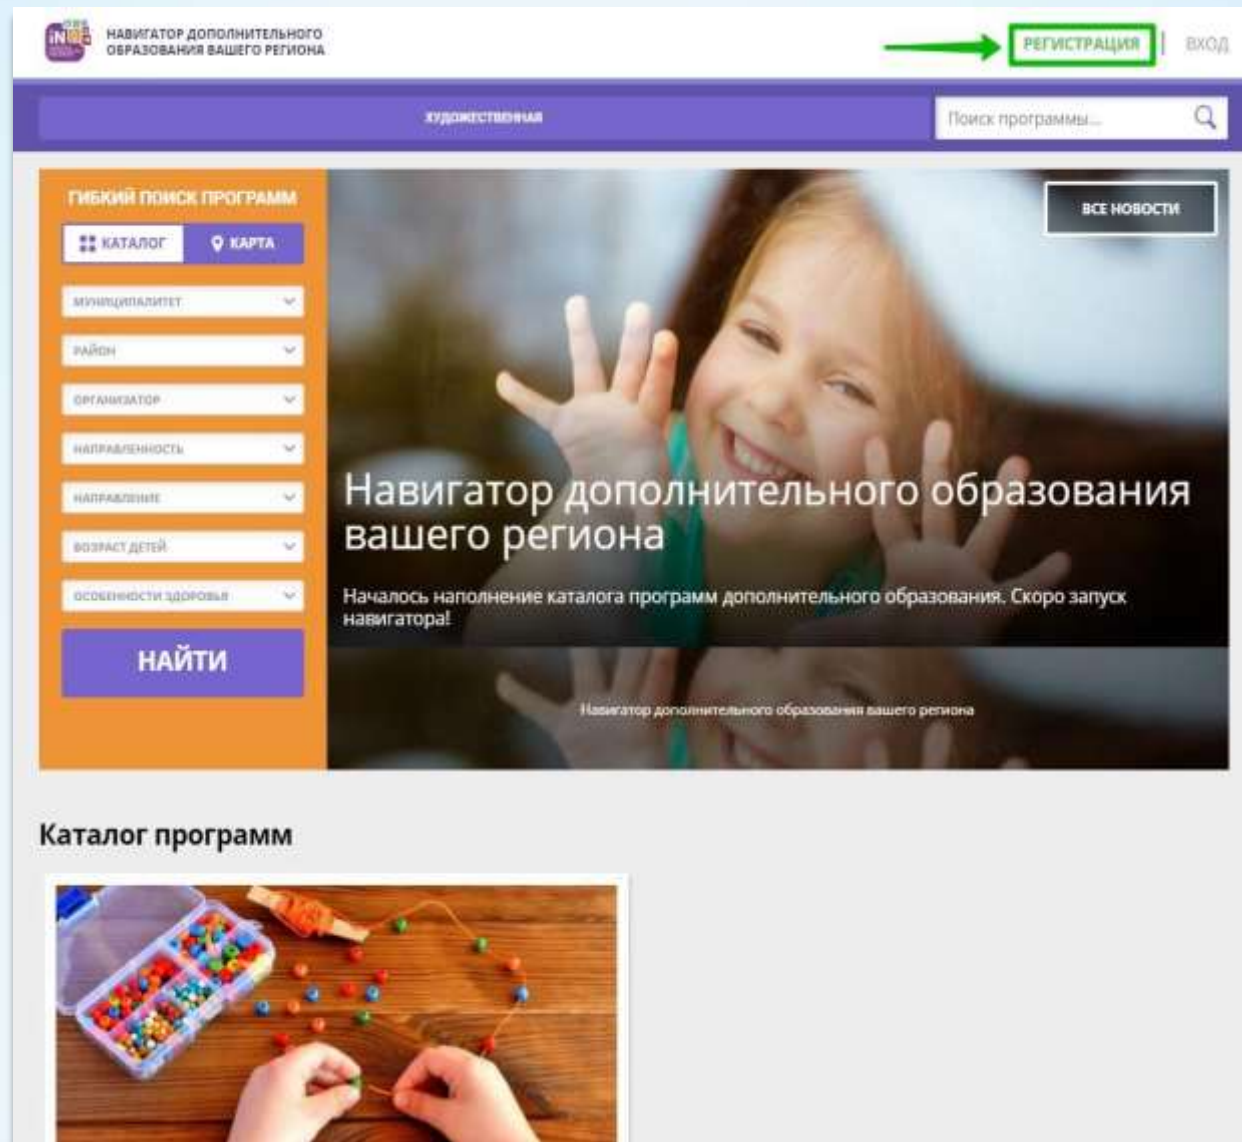 НАВИГАТОР ДОПОЛНИТЕЛЬНОГО
ОБРАЗОВАНИЯ ВАШЕГО РЕГИОНА
РЕГИСТРАЦИЯ | ВХОД
ХУДОЖЕСТВЕННАЯ
Поиск программы...
ГИБКИЙ ПОИСК ПРОГРАММ
КАТАЛОГ
КАРТА
МУНИЦИПАЛИТЕТ
РАЙОН
ОРГАНИЗАТОР
НАПРАВЛЕННОСТЬ
НАПРАВЛЕНИЕ
ВОЗРАСТ ДЕТЕЙ
ОСОБЕННОСТИ ЗДОРОВЬЯ
НАЙТИ
ВСЕ НОВОСТИ
Навигатор дополнительного образования
вашего региона
Началось наполнение каталога программ дополнительного образования. Скоро запуск
навигатора!
Навигатор дополнительного образования вашего региона
Каталог программ